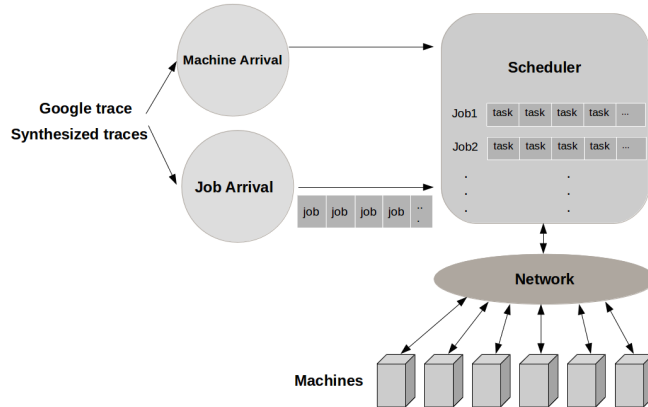 Machine Arrival
Scheduler
Google trace
Synthesized traces
Job1 task task task task ...
Job2 task task task task ...
Job Arrival
job job job job .. .
. .
. .
. .
Network
Machines